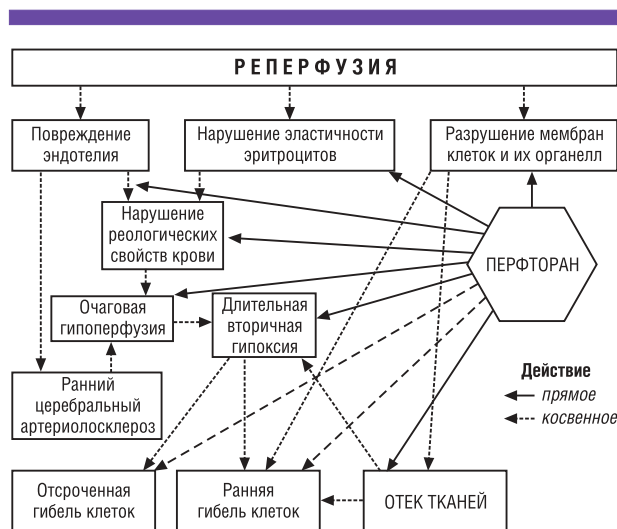 РЕПЕРФУЗИЯ
Повреждение
эндотелия
Нарушение эластичности
эритроцитов
Разрушение мембран
клеток и их органелл
Нарушение
реологических
свойств крови
ПЕРФТОРАН
Очаговая
гипоперфузия
Длительная
вторичная
гипоксия
Ранний
церебральный
артериолосклероз
Действие
прямое
косвенное
Отсроченная
гибель клеток
Ранняя
гибель клеток
ОТЕК ТКАНЕЙ